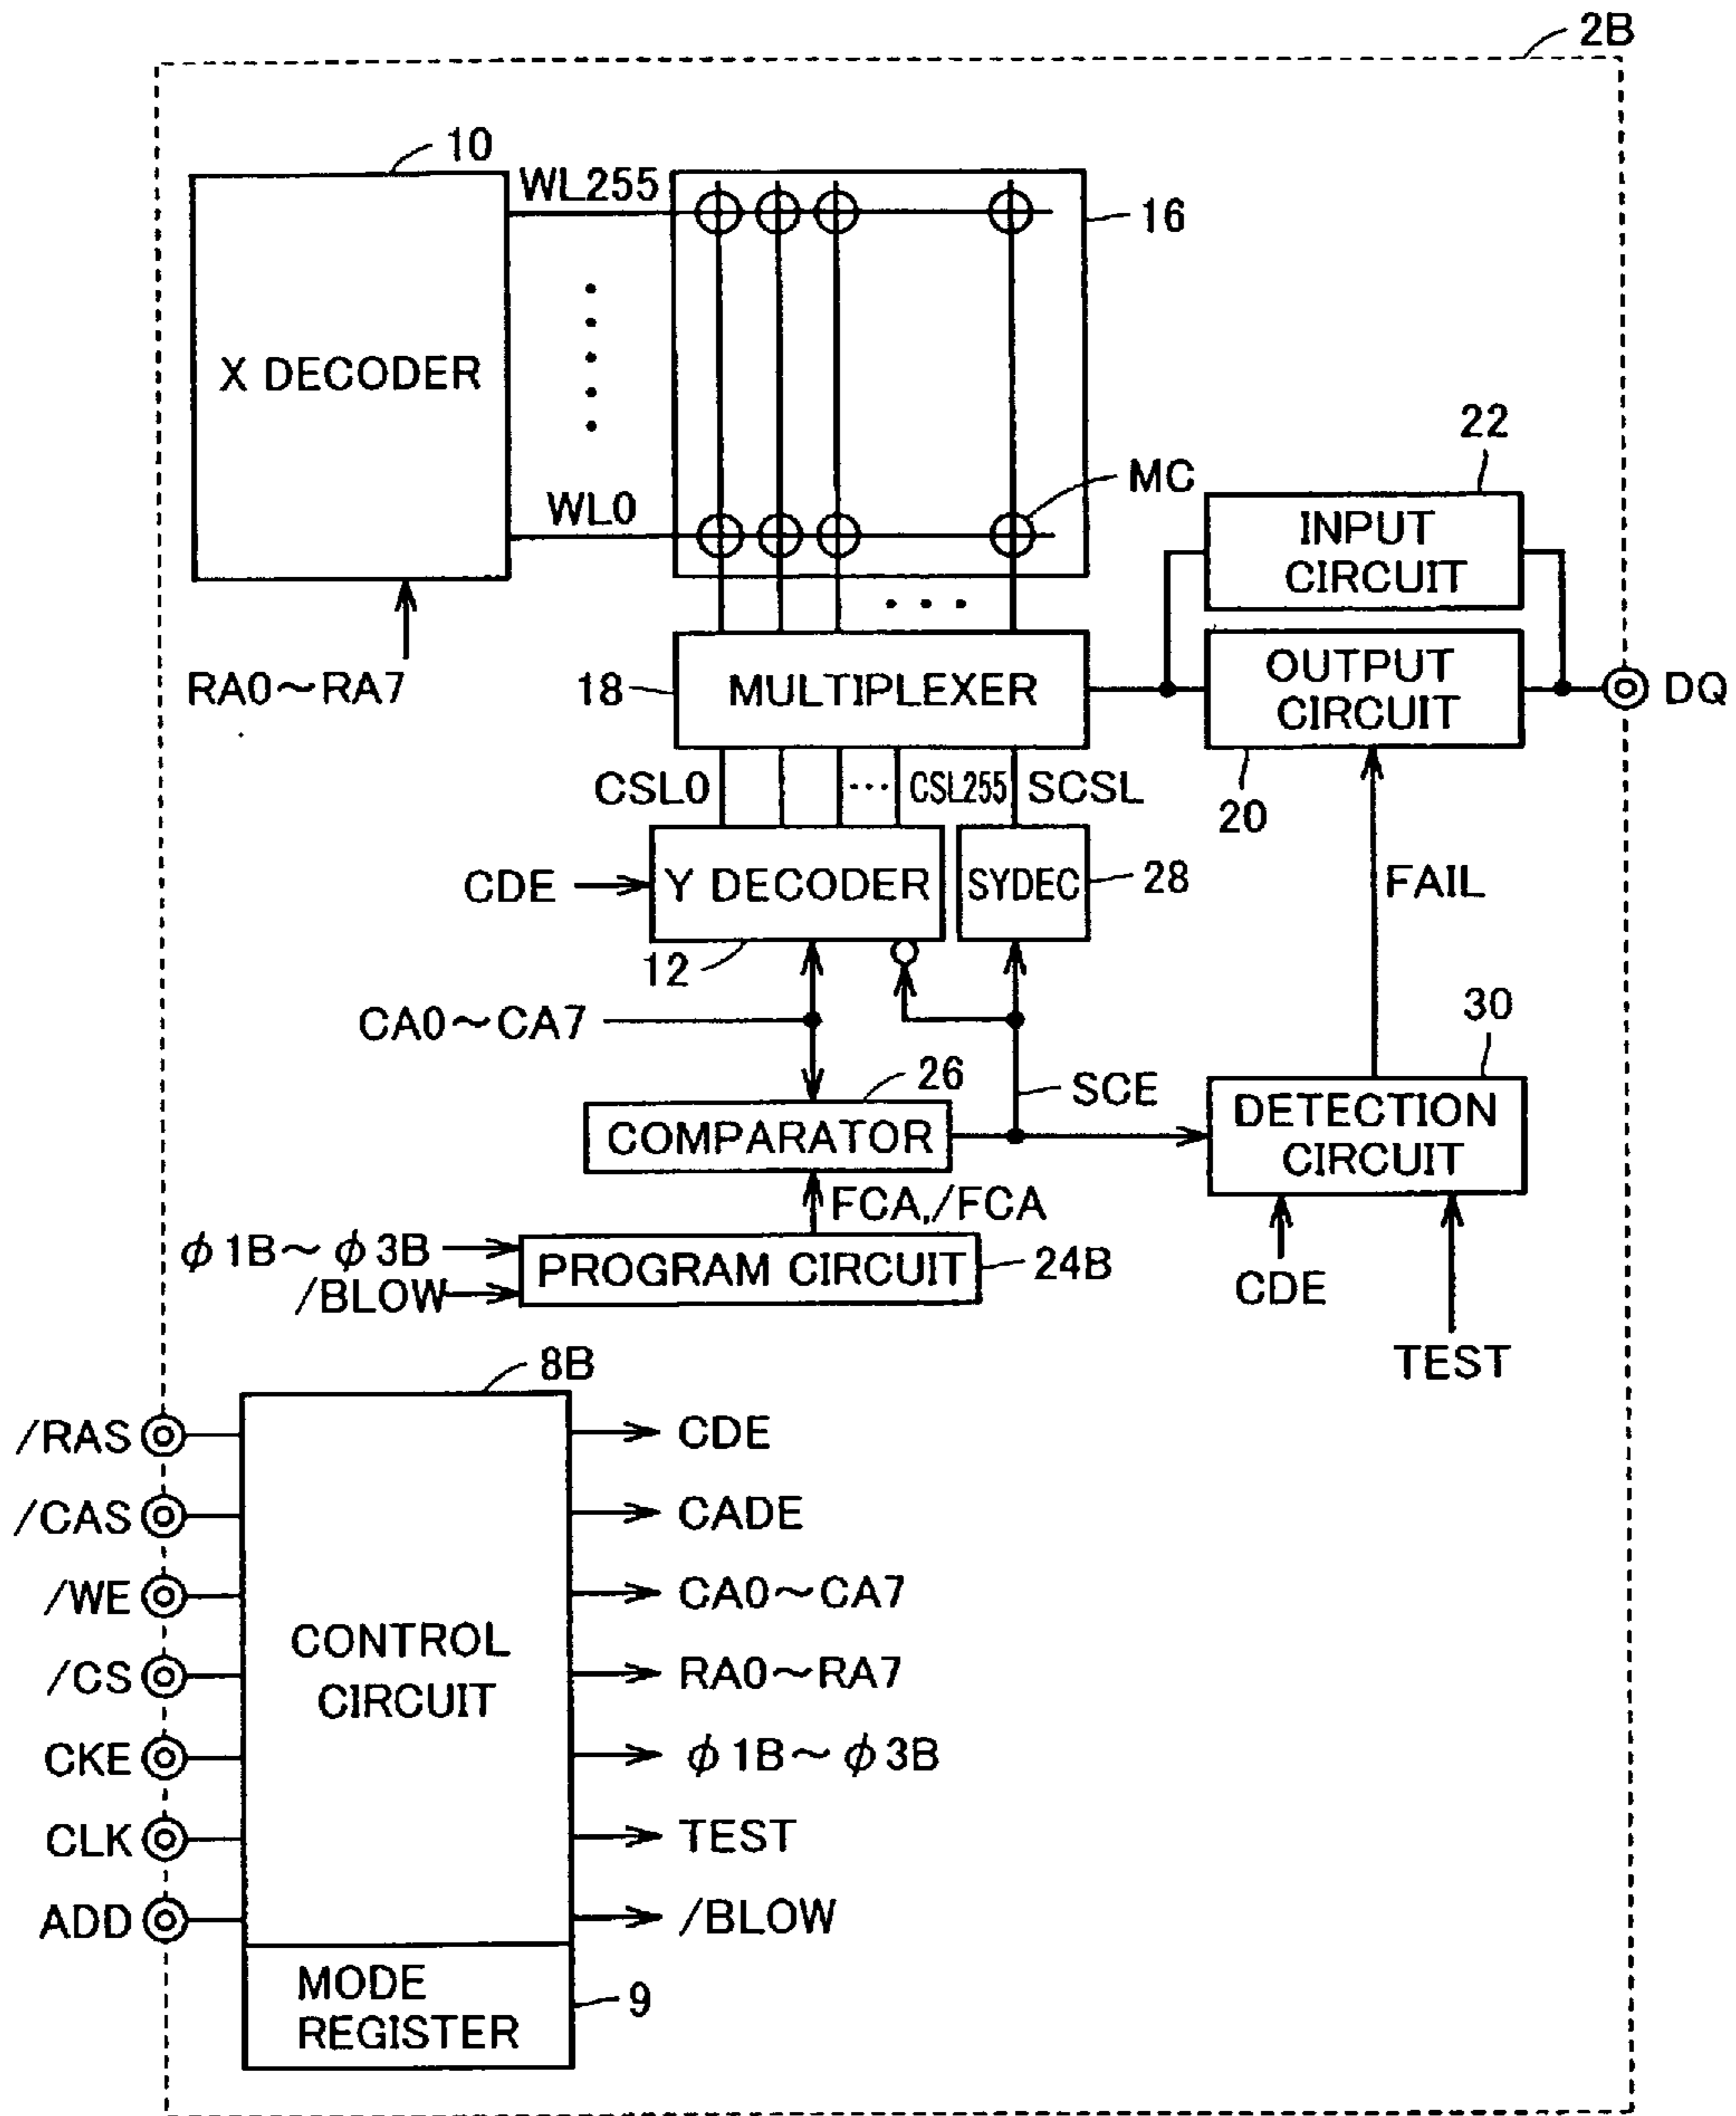 2B
10
WL255
16
X DECODER
22
MC
WL0
INPUT
CIRCUIT
RA0~RA7
18
MULTIPLEXER
OUTPUT
CIRCUIT
DQ
CSL0
...
CSL255
SCSL
20
CDE
Y DECODER
SYDEC
28
FAIL
12
CA0~CA7
30
26
SCE
COMPARATOR
DETECTION
CIRCUIT
FCA,/FCA
φ1B~φ3B
/BLOW
PROGRAM CIRCUIT
24B
CDE
TEST
8B
/RAS
CDE
/CAS
CADE
/WE
CA0~CA7
CONTROL
CIRCUIT
/CS
RA0~RA7
CKE
φ1B~φ3B
CLK
TEST
ADD
/BLOW
MODE
REGISTER
9